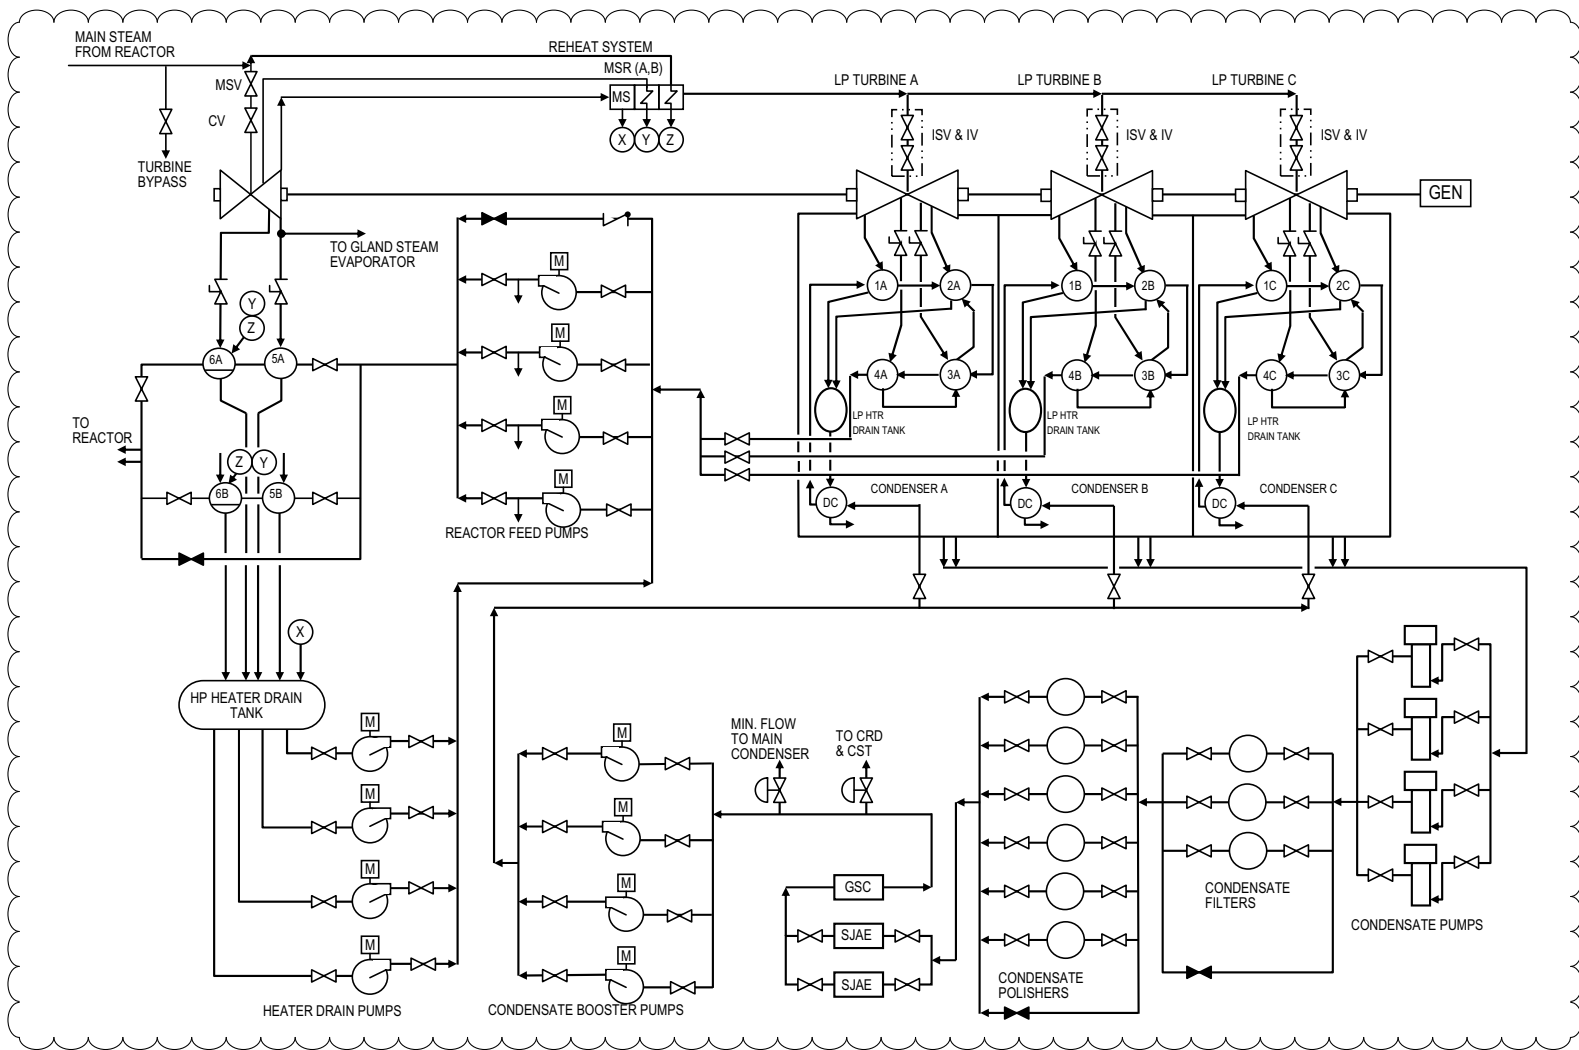 MAIN STEAM
FROM REACTOR
REHEAT SYSTEM
MSR (A,B)
MSV
CV
MS
X
Y
Z
TURBINE
BYPASS
LP TURBINE A
LP TURBINE B
LP TURBINE C
ISV & IV
ISV & IV
ISV & IV
GEN
TO GLAND STEAM
EVAPORATOR
Y
Z
6A
5A
TO
REACTOR
Z
Y
6B
5B
M
M
M
M
REACTOR FEED PUMPS
1A
2A
4A
3A
LP HTR
DRAIN TANK
DC
CONDENSER A
1B
2B
4B
3B
LP HTR
DRAIN TANK
DC
CONDENSER B
1C
2C
4C
3C
LP HTR
DRAIN TANK
DC
CONDENSER C
X
HP HEATER DRAIN
TANK
M
M
M
M
HEATER DRAIN PUMPS
M
M
M
M
CONDENSATE BOOSTER PUMPS
MIN. FLOW
TO MAIN
CONDENSER
TO CRD
& CST
GSC
SJAE
SJAE
CONDENSATE
POLISHERS
CONDENSATE
FILTERS
CONDENSATE PUMPS